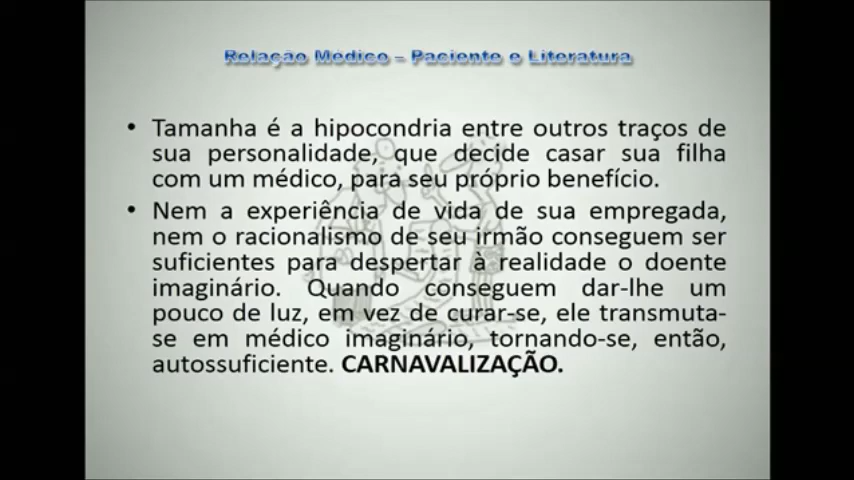 Relação Médico – Paciente e Literatura
• Tamanha é a hipocondria entre outros traços de
sua personalidade, que decide casar sua filha
com um médico, para seu próprio benefício.
• Nem a experiência de vida de sua empregada,
nem o racionalismo de seu irmão conseguem ser
suficientes para despertar à realidade o doente
imaginário. Quando conseguem dar-lhe um
pouco de luz, em vez de curar-se, ele transmuta-
se em médico imaginário, tornando-se, então,
autossuficiente. CARNAVALIZAÇÃO.